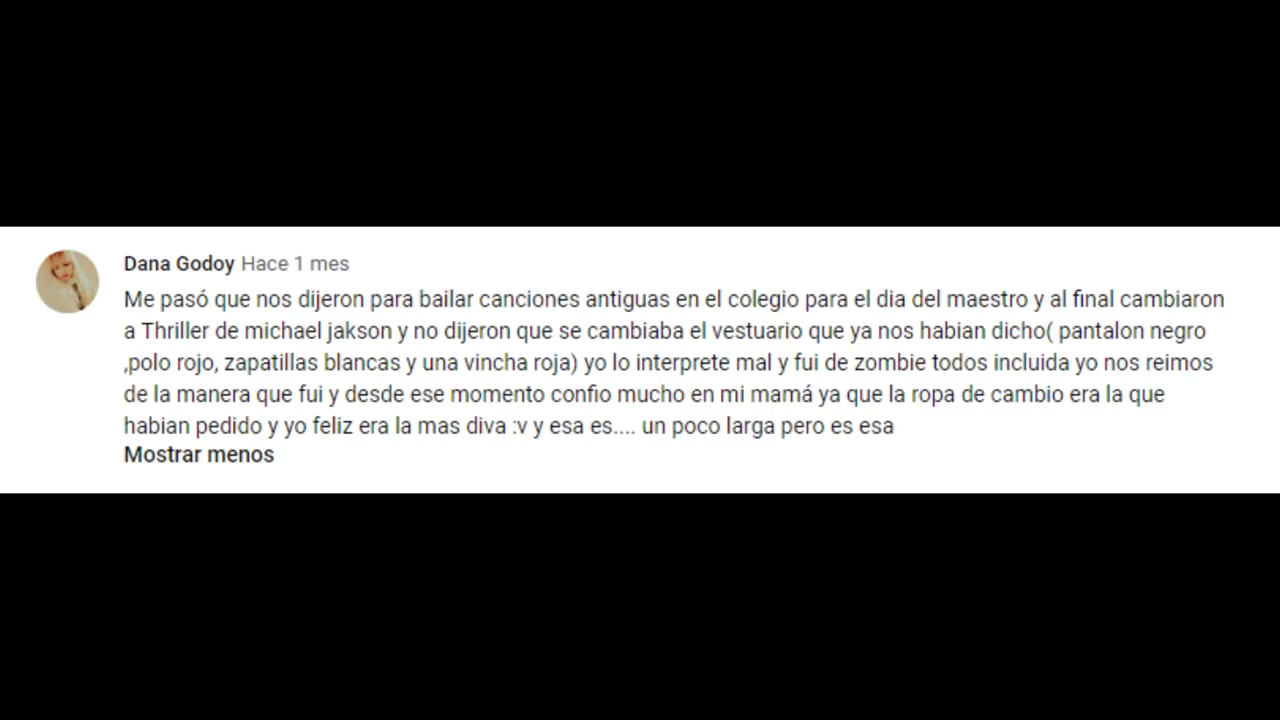 Dana Godoy Hace 1 mes
Me pasó que nos dijeron para bailar canciones antiguas en el colegio para el dia del maestro y al final cambiaron
a Thriller de michael jakson y no dijeron que se cambiaba el vestuario que ya nos habian dicho( pantalon negro
,polo rojo, zapatillas blancas y una vincha roja) yo lo interprete mal y fui de zombie todos incluida yo nos reimos
de la manera que fui y desde ese momento confio mucho en mi mamá ya que la ropa de cambio era la que
habian pedido y yo feliz era la mas diva :v y esa es.... un poco larga pero es esa
Mostrar menos